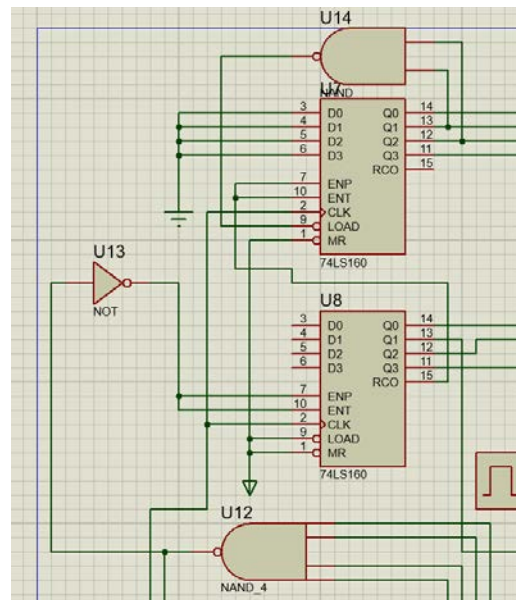 U14
NAND
U7
3 D0 Q0 14
4 D1 Q1 13
5 D2 Q2 12
6 D3 Q3 11
RCO 15
7 ENP
10 ENT
2 CLK
9 LOAD
1 MR
74LS160
U13
NOT
U8
3 D0 Q0 14
4 D1 Q1 13
5 D2 Q2 12
6 D3 Q3 11
RCO 15
7 ENP
10 ENT
2 CLK
9 LOAD
1 MR
74LS160
U12
NAND_4